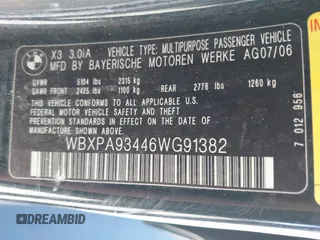 X3 3.0iA VEHICLE TYPE: MULTIPURPOSE PASSENGER VEHICLE
MFD BY BAYERISCHE MOTOREN WERKE AG07/06
GVWR 5104 lbs 2315 kg
GAWR FRONT 2425 lbs 1100 kg REAR 2778 lbs 1260 kg
THIS VEHICLE CONFORMS TO ALL APPLICABLE FEDERAL
MOTOR VEHICLE SAFETY AND THEFT PREVENTION STANDARDS
IN EFFECT ON THE DATE OF MANUFACTURE SHOWN ABOVE.
WBXPA93446WG91382
7 012 956
DREAMBID